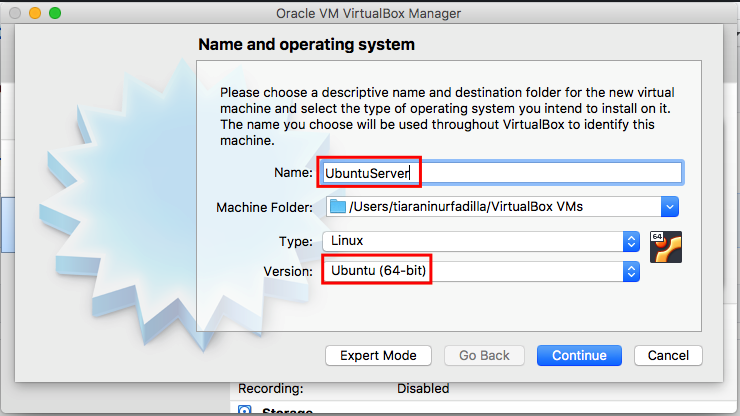 Oracle VM VirtualBox Manager
Name and operating system
Please choose a descriptive name and destination folder for the new virtual
machine and select the type of operating system you intend to install on it.
The name you choose will be used throughout VirtualBox to identify this
machine.
Name: UbuntuServer
Machine Folder: /Users/tiaraninurfadilla/VirtualBox VMs
Type: Linux
64
Version: Ubuntu (64-bit)
Expert Mode Go Back Continue Cancel
Recording: Disabled
Storage